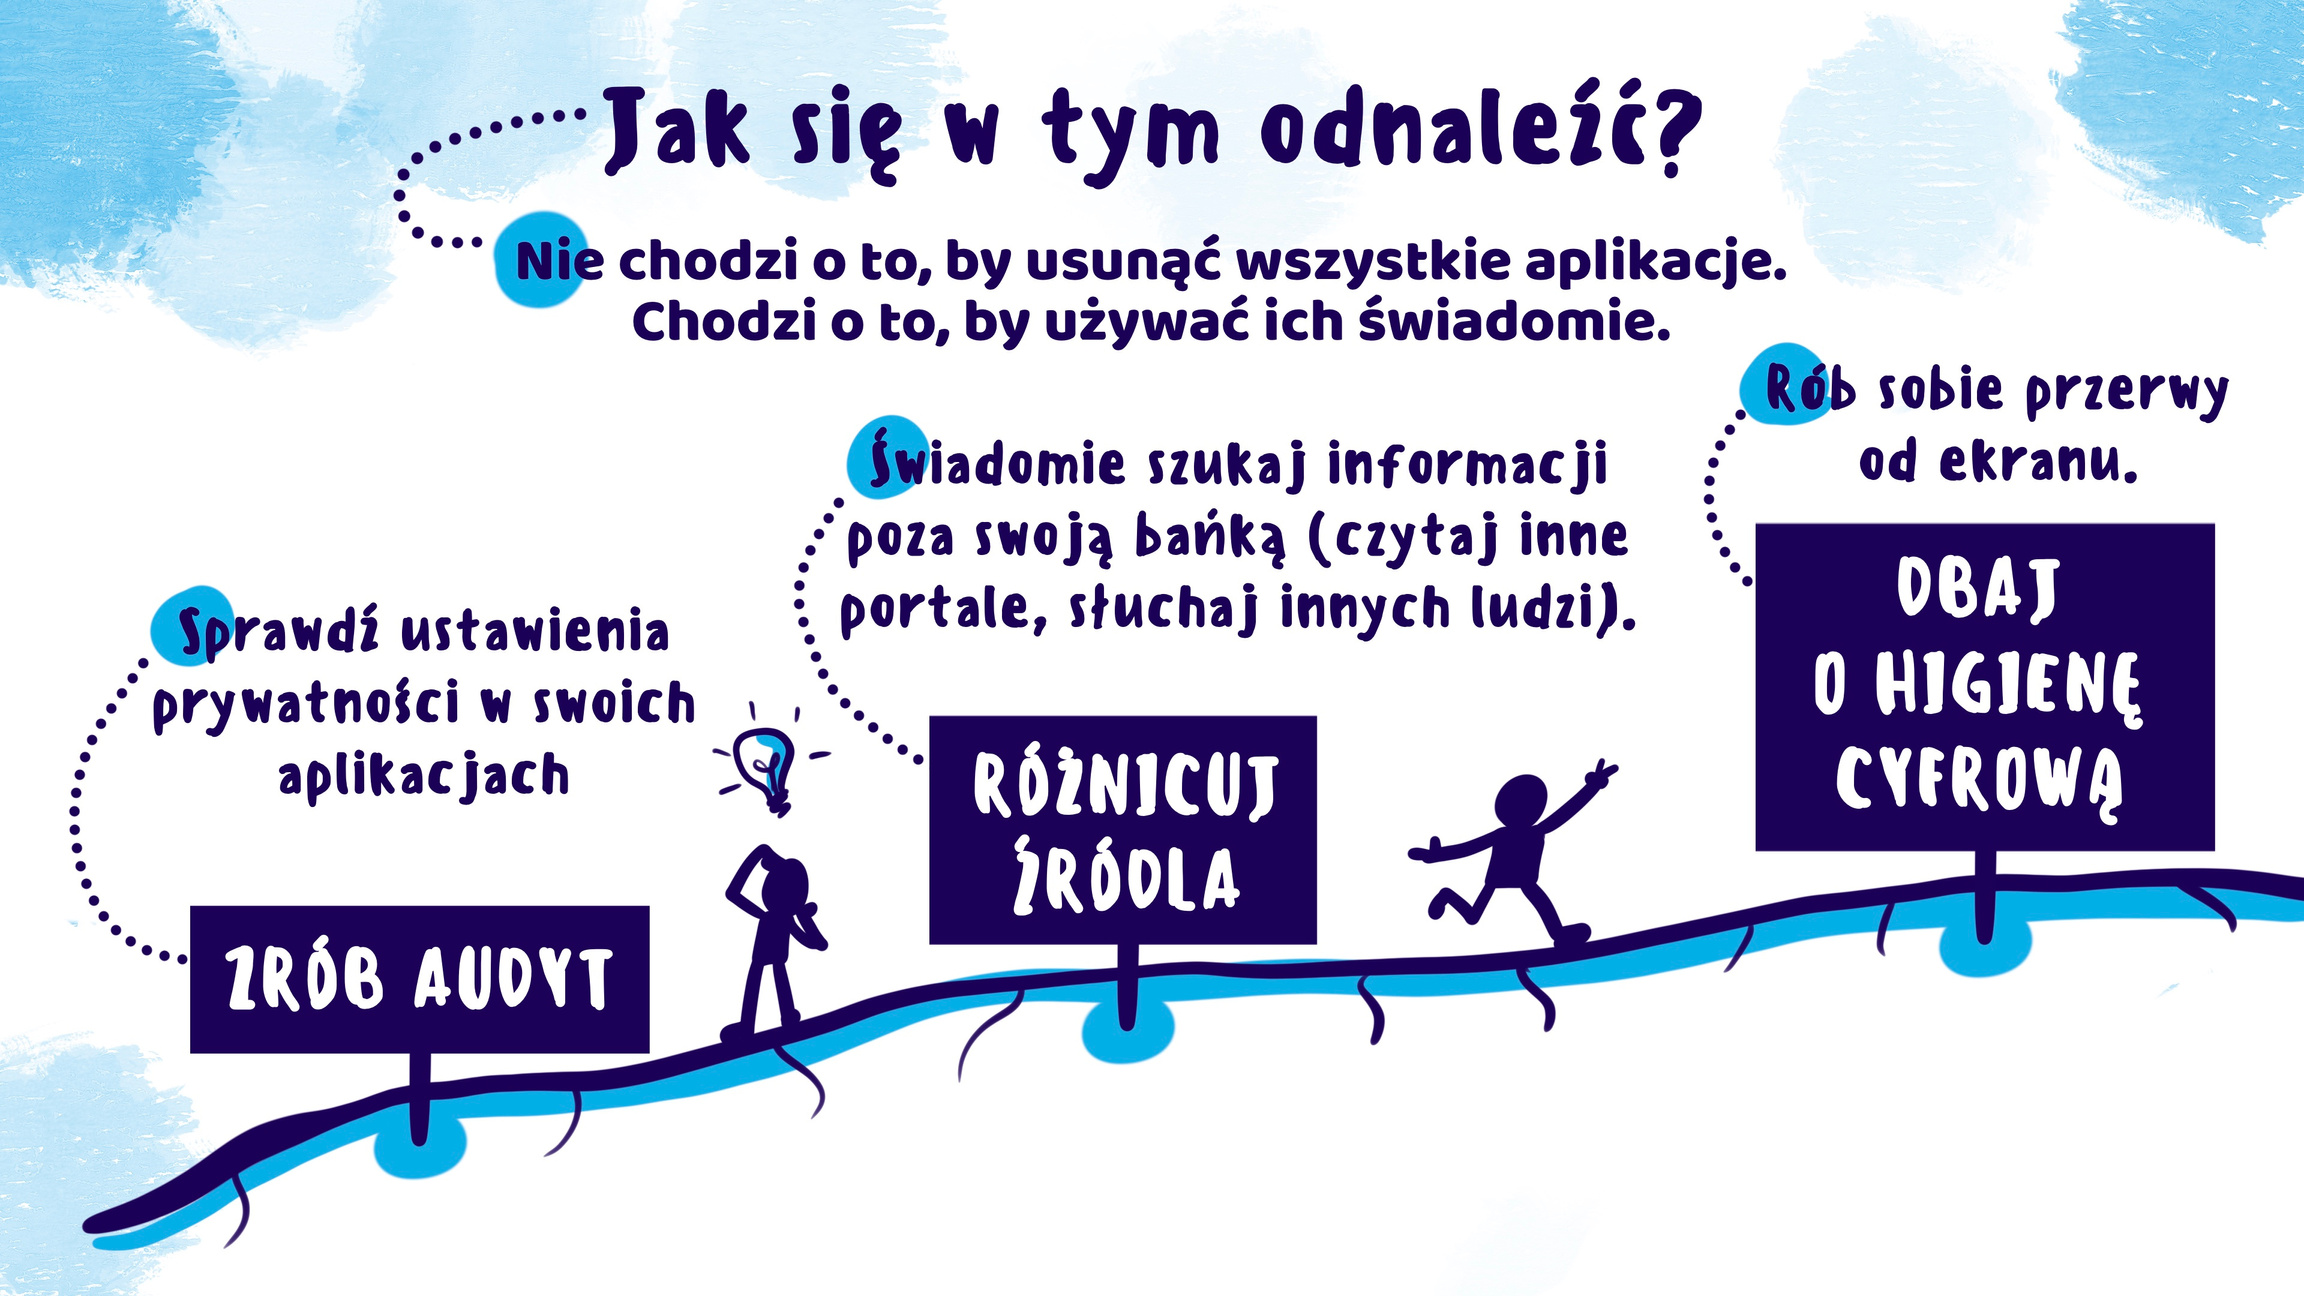 Jak się w tym odnaleźć?
Nie chodzi o to, by usunąć wszystkie aplikacje.
Chodzi o to, by używać ich świadomie.
Sprawdź ustawienia
prywatności w swoich
aplikacjach
ZRÓB AUDYT
Świadomie szukaj informacji
poza swoją bańką (czytaj inne
portale, słuchaj innych ludzi).
RÓŻNICUJ
ŹRÓDLA
Rób sobie przerwy
od ekranu.
DBAJ
O HIGIENĘ
CYFROWĄ